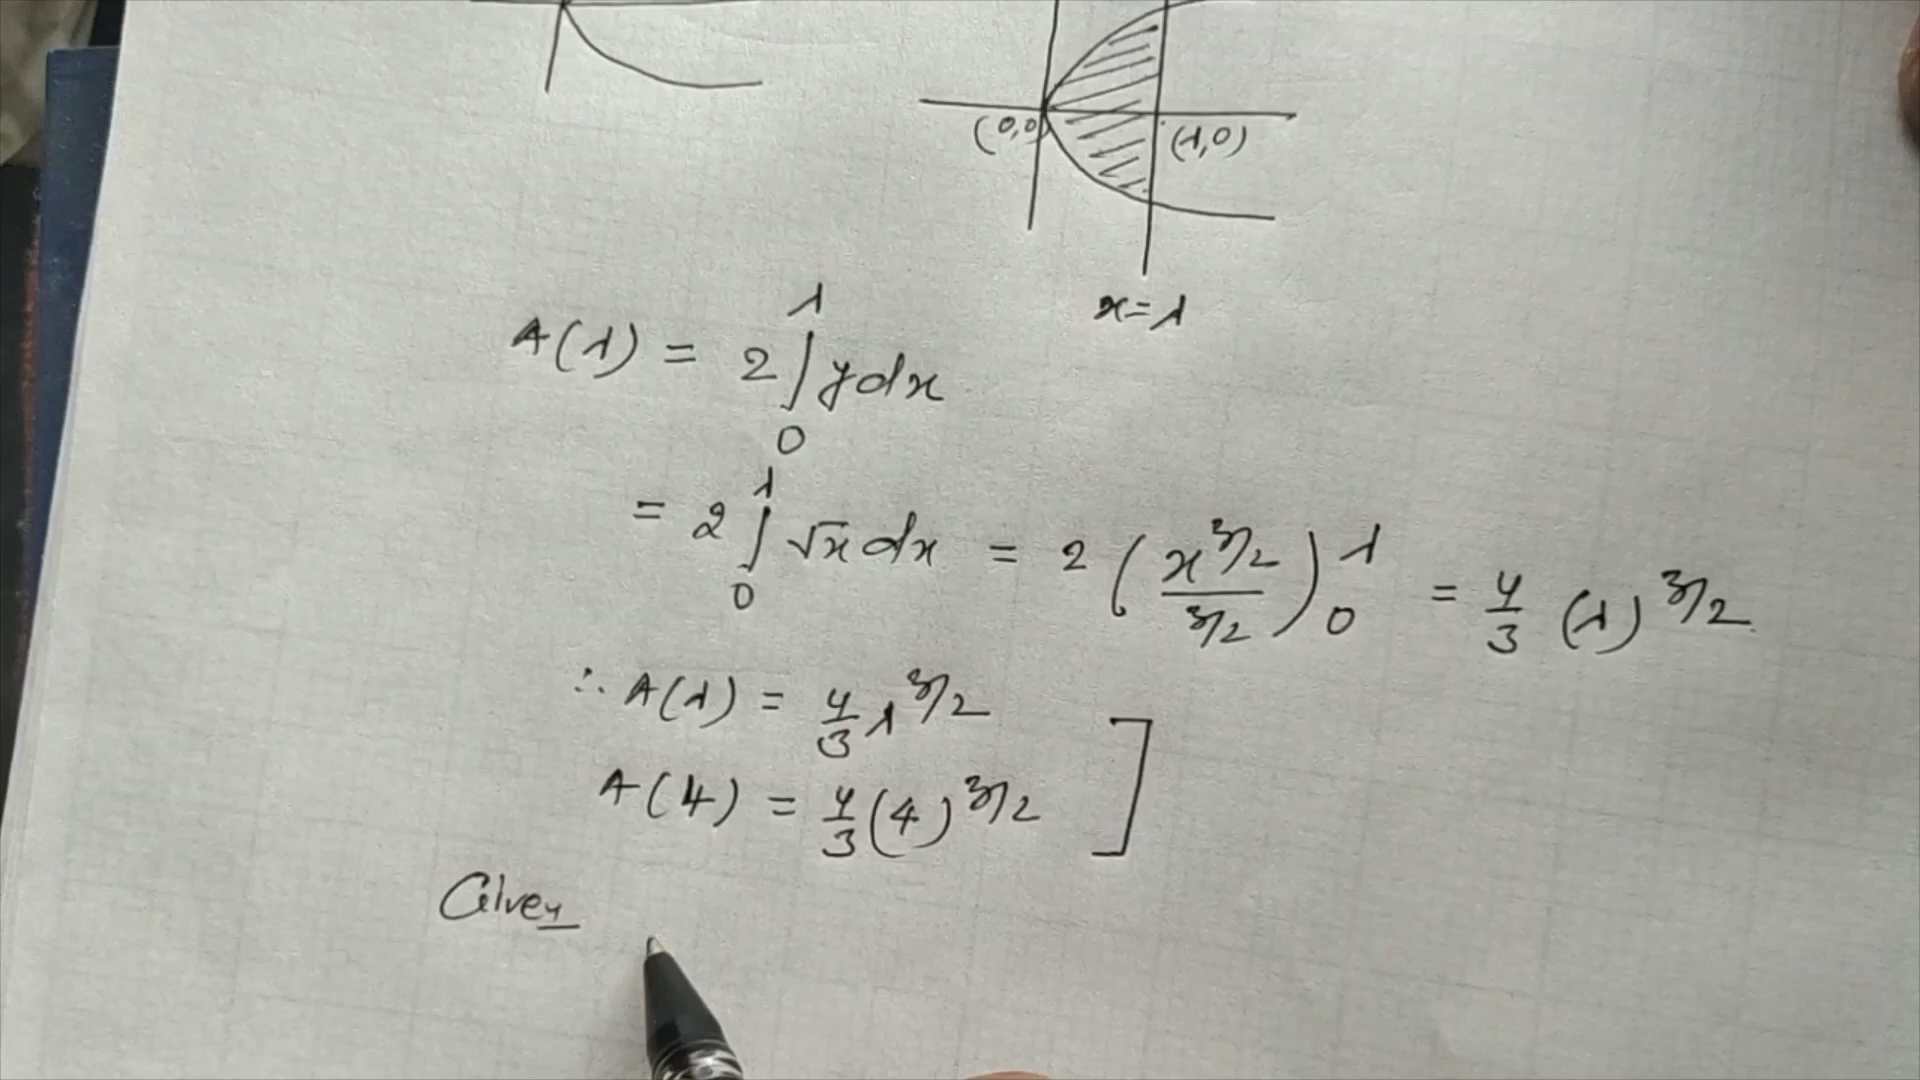 (0,0) (λ,0)
x=λ
A(λ) = 2∫₀^λ y dx
= 2∫₀^λ √x dx = 2(x^{3/2}/(3/2))₀^λ = 4/3 (λ)^{3/2}
∴ A(λ) = 4/3 λ^{3/2}
A(4) = 4/3 (4)^{3/2} ]
Given